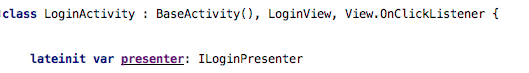 class LoginActivity : BaseActivity(), LoginView, View.OnClickListener {
lateinit var presenter: ILoginPresenter